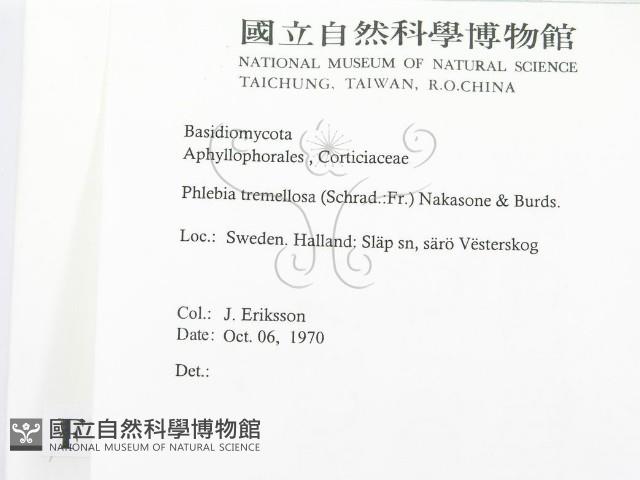 國立自然科學博物館
NATIONAL MUSEUM OF NATURAL SCIENCE
TAICHUNG, TAIWAN, R.O.CHINA
Basidiomycota
Aphyllophorales , Corticiaceae
Phlebia tremellosa (Schrad.:Fr.) Nakasone & Burds.
Loc.: Sweden. Halland: Släp sn, särö Vësterskog
Col.: J. Eriksson
Date: Oct. 06, 1970
Det.:
國立自然科學博物館
NATIONAL MUSEUM OF NATURAL SCIENCE